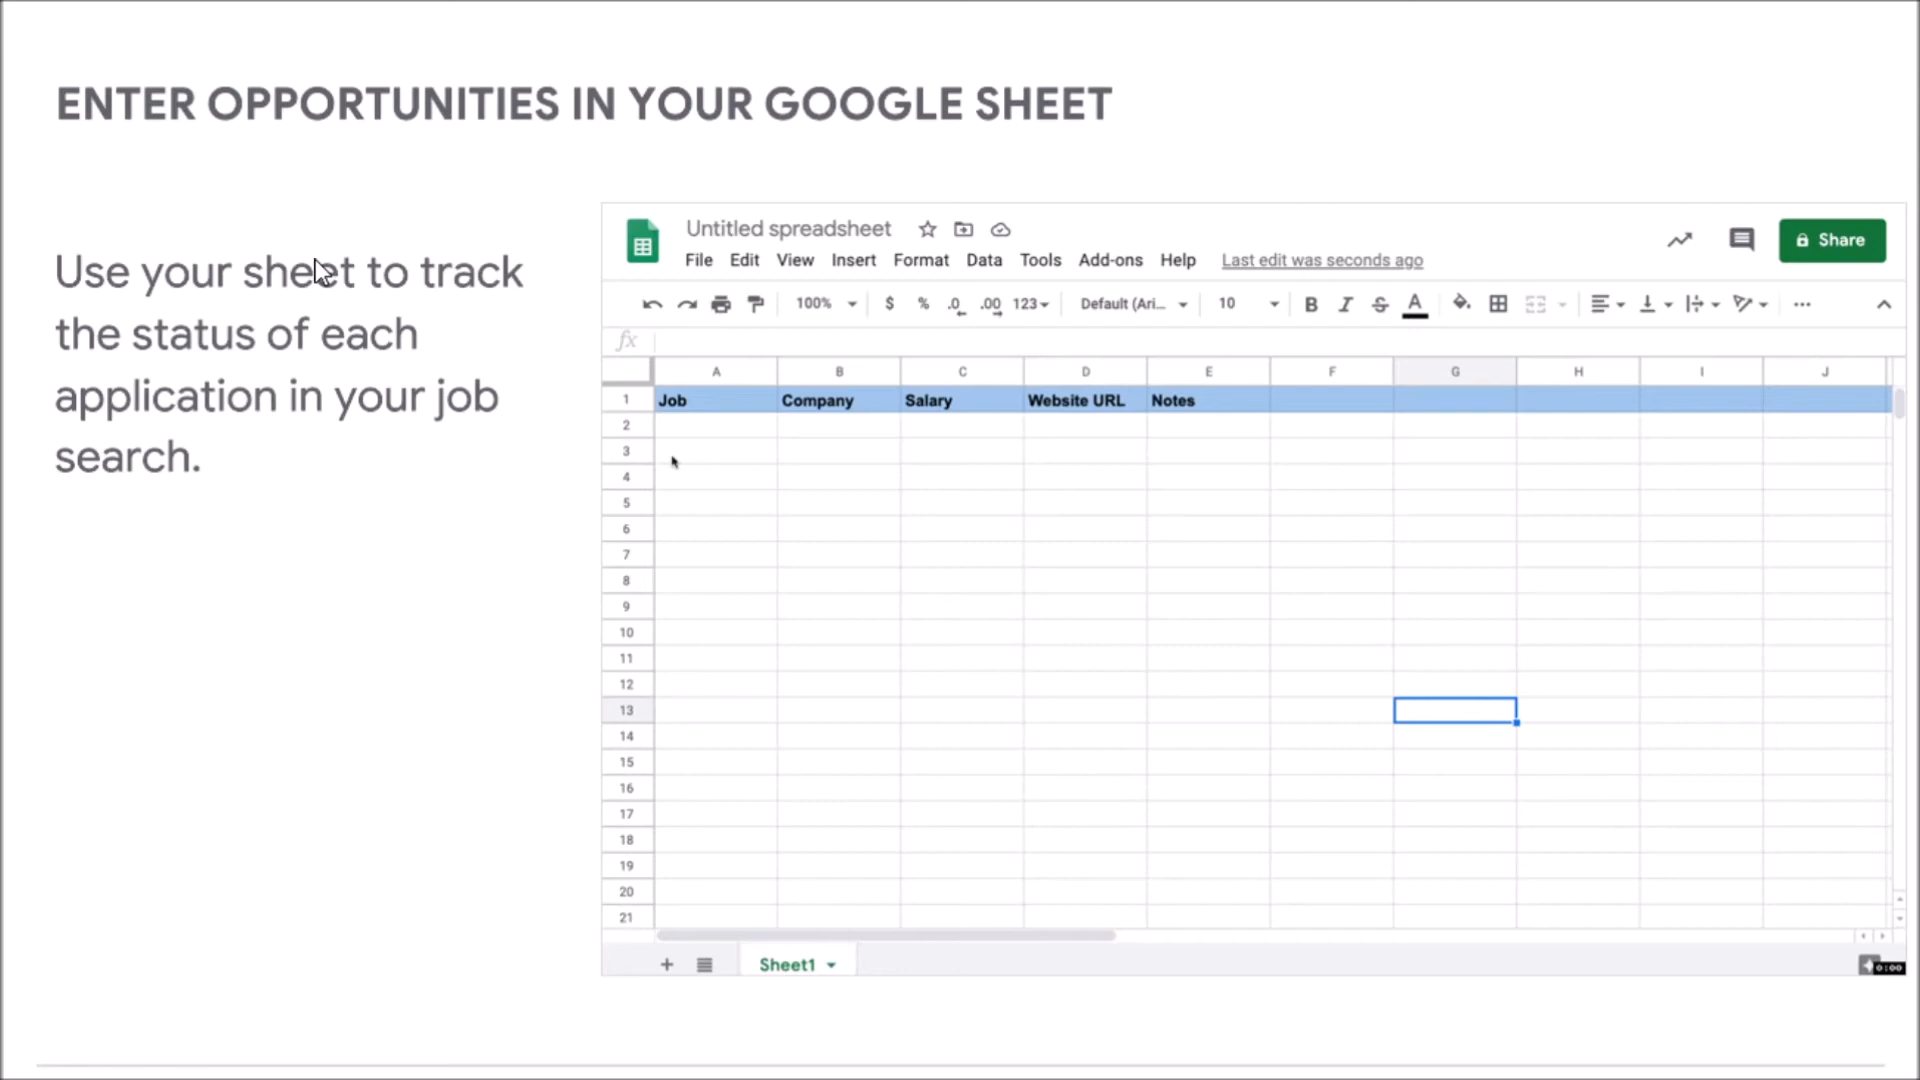 ENTER OPPORTUNITIES IN YOUR GOOGLE SHEET
Use your sheet to track
the status of each
application in your job
search.
Untitled spreadsheet
Share
File Edit View Insert Format Data Tools Add-ons Help Last edit was seconds ago
100% $ % .0 .00 123 Default (Ari... 10 B I S A ...
fx
A B C D E F G H I J
1 Job Company Salary Website URL Notes
2
3
4
5
6
7
8
9
10
11
12
13
14
15
16
17
18
19
20
21
+ Sheet1
0:00